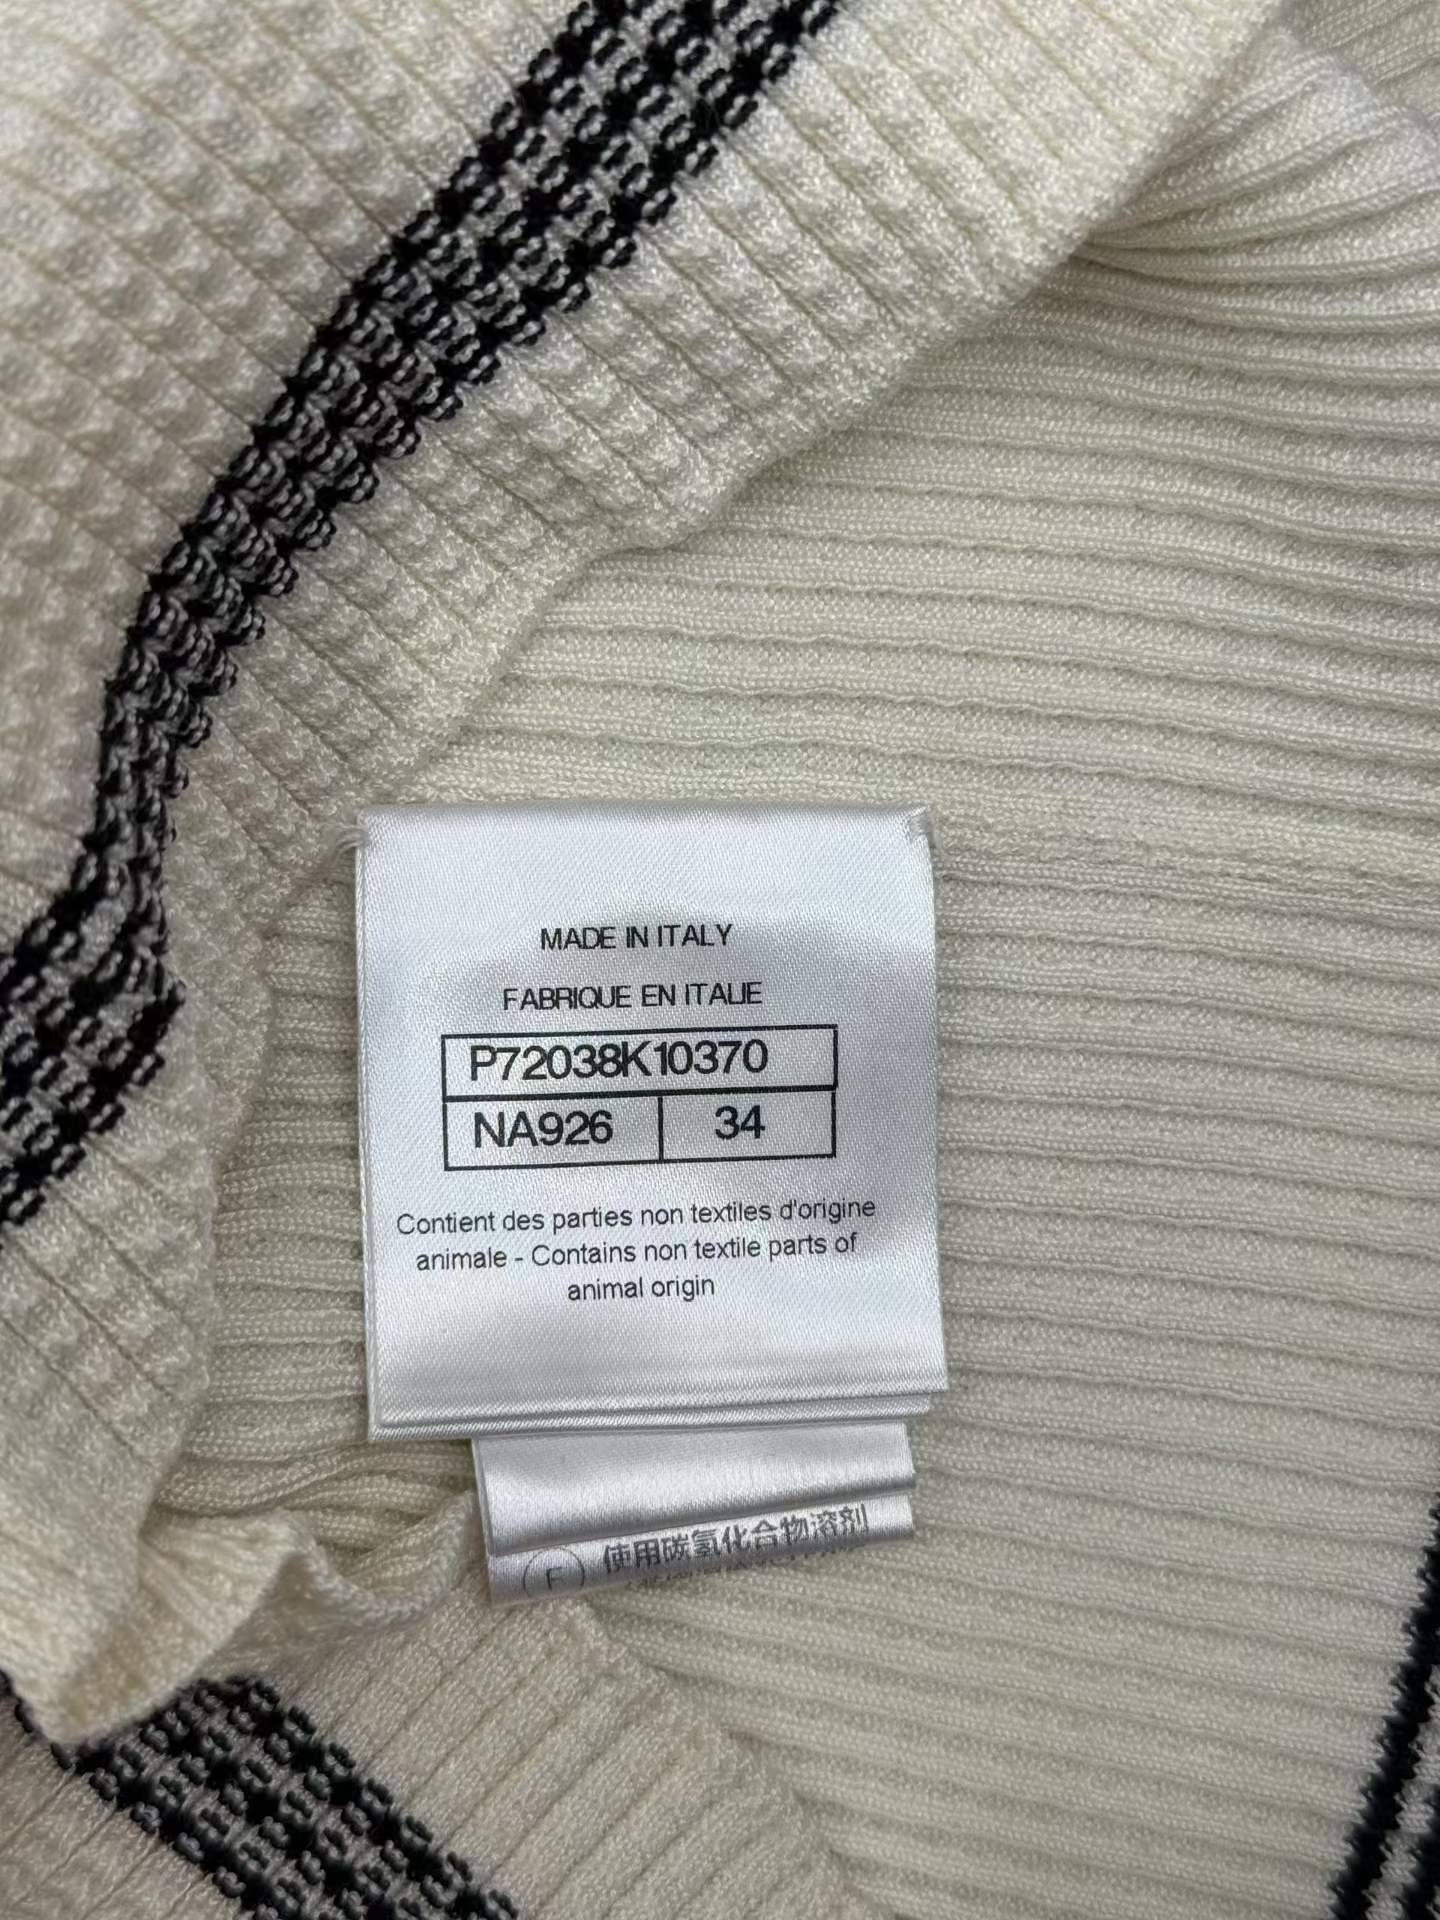 MADE IN ITALY
FABRIQUE EN ITALIE
P72038K10370
NA926 34
Contient des parties non textiles d'origine
animale - Contains non textile parts of
animal origin
F 使用碳氢化合物溶剂